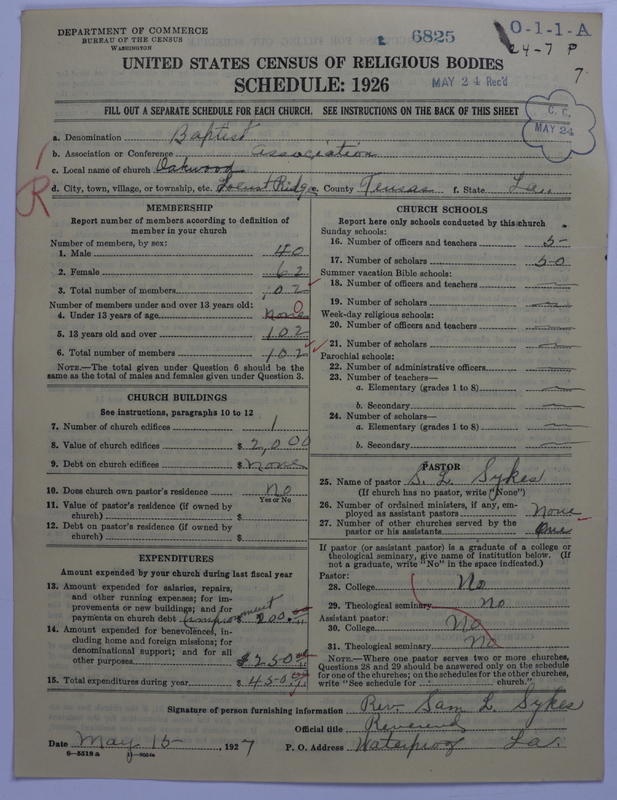 DEPARTMENT OF COMMERCE
BUREAU OF THE CENSUS
WASHINGTON
6825
O-1-1-A
24-7 P
7
UNITED STATES CENSUS OF RELIGIOUS BODIES
SCHEDULE: 1926
MAY 24 Rec'd
FILL OUT A SEPARATE SCHEDULE FOR EACH CHURCH. SEE INSTRUCTIONS ON THE BACK OF THIS SHEET
C. C.
MAY 24
a. Denomination Baptist
b. Association or Conference association
c. Local name of church Oakwood
d. City, town, village, or township, etc. Locust Ridge e. County Tensas f. State La.
R
MEMBERSHIP
Report number of members according to definition of
member in your church
Number of members, by sex:
1. Male 40
2. Female 62
3. Total number of members 102
Number of members under and over 13 years old:
4. Under 13 years of age none 0
5. 13 years old and over 102
6. Total number of members 102
NOTE.—The total given under Question 6 should be the
same as the total of males and females given under Question 3.
CHURCH BUILDINGS
See instructions, paragraphs 10 to 12
7. Number of church edifices 1
8. Value of church edifices $ 2,000
9. Debt on church edifices $ none
10. Does church own pastor's residence no
Yes or No
11. Value of pastor's residence (if owned by
church) $
12. Debt on pastor's residence (if owned by
church) $
EXPENDITURES
Amount expended by your church during last fiscal year
13. Amount expended for salaries, repairs,
and other running expenses; for im-
provements or new buildings; and for
payments on church debt improvement $ 200.00
14. Amount expended for benevolences, in-
cluding home and foreign missions; for
denominational support; and for all
other purposes $ 250.00
15. Total expenditures during year $ 450.00
CHURCH SCHOOLS
Report here only schools conducted by this church
Sunday schools:
16. Number of officers and teachers 5
17. Number of scholars 50
Summer vacation Bible schools:
18. Number of officers and teachers
19. Number of scholars
Week-day religious schools:
20. Number of officers and teachers
21. Number of scholars
Parochial schools:
22. Number of administrative officers
23. Number of teachers—
a. Elementary (grades 1 to 8)
b. Secondary
24. Number of scholars—
a. Elementary (grades 1 to 8)
b. Secondary
PASTOR
25. Name of pastor S. L. Sykes
(If church has no pastor, write "None")
26. Number of ordained ministers, if any, em-
ployed as assistant pastors None
27. Number of other churches served by the
pastor or his assistants One
If pastor (or assistant pastor) is a graduate of a college or
theological seminary, give name of institution below. (If
not a graduate, write "No" in the space indicated.)
Pastor:
28. College No
29. Theological seminary no
Assistant pastor:
30. College No
31. Theological seminary No
NOTE.—Where one pastor serves two or more churches,
Questions 28 and 29 should be answered only on the schedule
for one of the churches; on the schedules for the other churches,
write "See schedule for church."
Signature of person furnishing information Rev. Sam L. Sykes
Official title Reverend
Date May 15, 1927 P. O. Address Waterproof La.
6—5518 a